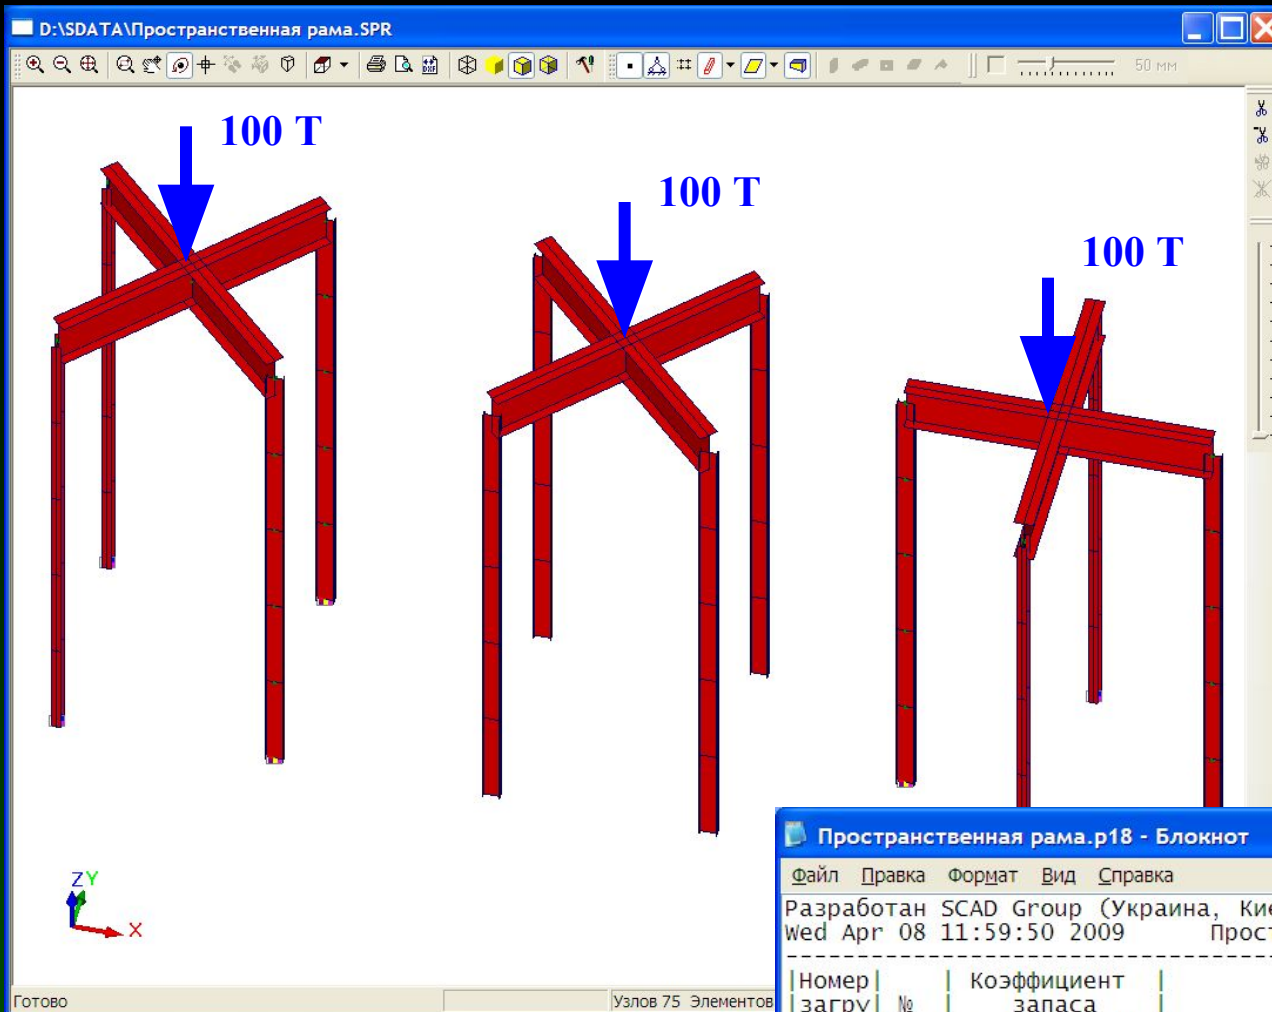 D:\SDATA\Пространственная рама.SPR
50 мм
100 T
100 T
100 T
Z
Y
X
Готово
Узлов 75 Элементов
Пространственная рама.p18 - Блокнот
Файл Правка Формат Вид Справка
Разработан SCAD Group (Украина, Кие
Wed Apr 08 11:59:50 2009 Прост
|Номер| | Коэффициент |
|загру| № | запаса |